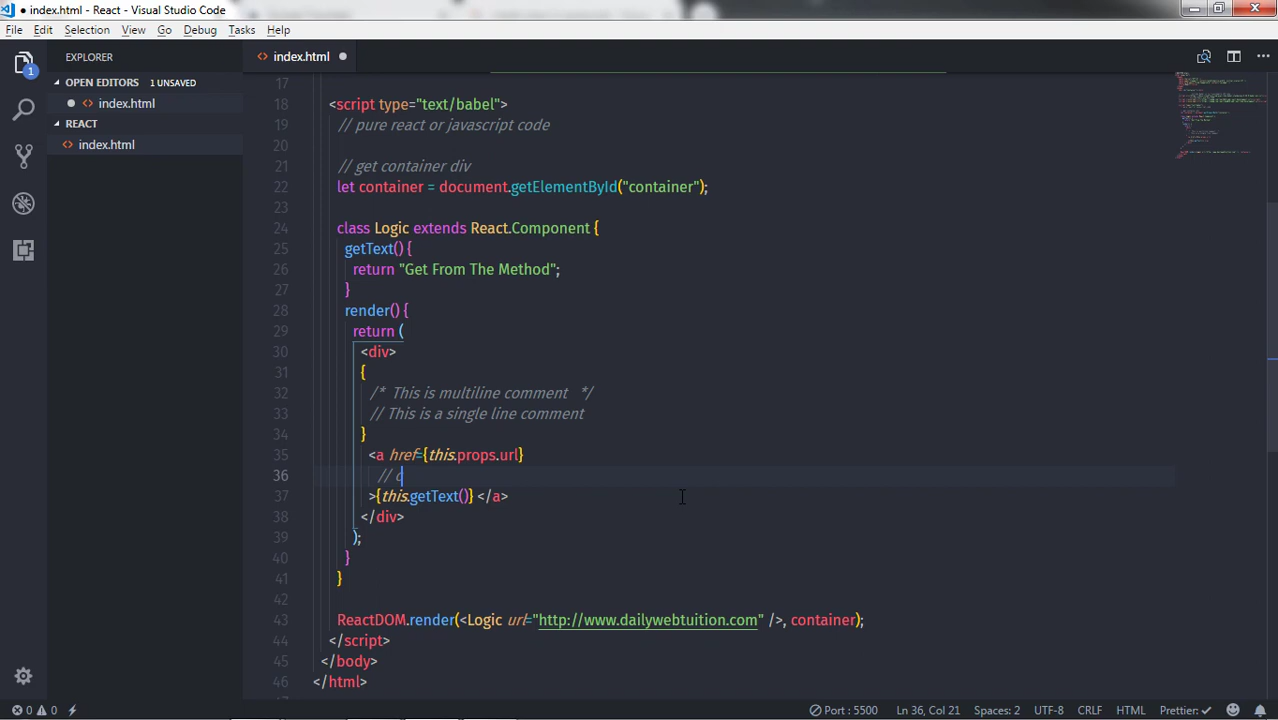 ● index.html - React - Visual Studio Code
File Edit Selection View Go Debug Tasks Help
EXPLORER
index.html
OPEN EDITORS 1 UNSAVED
index.html
REACT
index.html
1
17
18 <script type="text/babel">
19 // pure react or javascript code
20
21 // get container div
22 let container = document.getElementById("container");
23
24 class Logic extends React.Component {
25 getText() {
26 return "Get From The Method";
27 }
28 render() {
29 return (
30 <div>
31 {
32 /* This is multiline comment */
33 // This is a single line comment
34 }
35 <a href={this.props.url}
36 // c
37 >{this.getText()} </a>
38 </div>
39 );
40 }
41 }
42
43 ReactDOM.render(<Logic url="http://www.dailywebtuition.com" />, container);
44 </script>
45 </body>
46 </html>
0 0 Port : 5500 Ln 36, Col 21 Spaces: 2 UTF-8 CRLF HTML Prettier: ✓